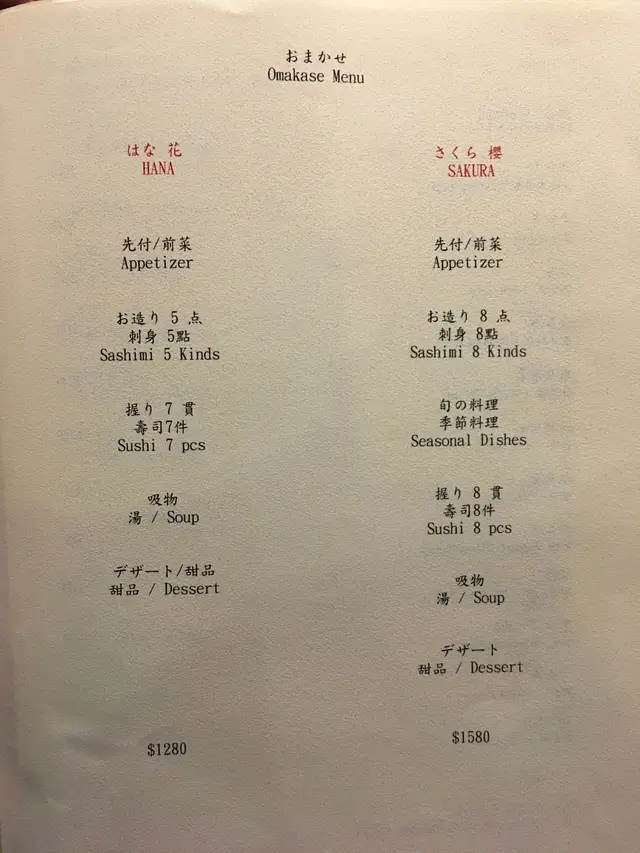 おまかせ
Omakase Menu
はな 花
HANA
先付/前菜
Appetizer
お造り 5 点
刺身 5點
Sashimi 5 Kinds
握り 7 貫
壽司7件
Sushi 7 pcs
吸物
湯 / Soup
デザート/甜品
甜品 / Dessert
$1280
さくら 櫻
SAKURA
先付/前菜
Appetizer
お造り 8 点
刺身 8點
Sashimi 8 Kinds
旬の料理
季節料理
Seasonal Dishes
握り 8 貫
壽司8件
Sushi 8 pcs
吸物
湯 / Soup
デザート
甜品 / Dessert
$1580